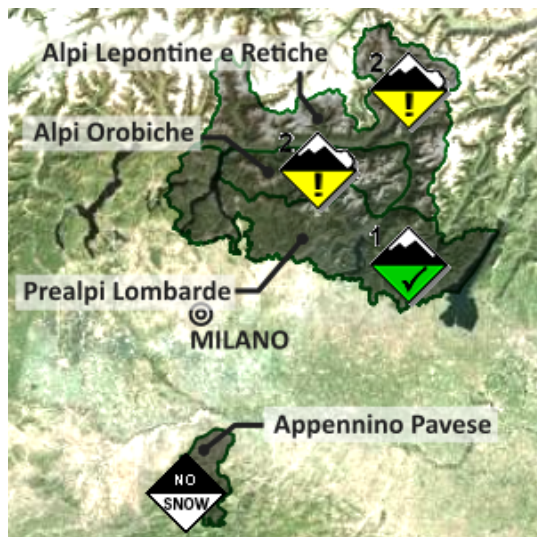 Alpi Lepontine e Retiche
2
!
Alpi Orobiche
2
!
1
Prealpi Lombarde
MILANO
Appennino Pavese
NO
SNOW